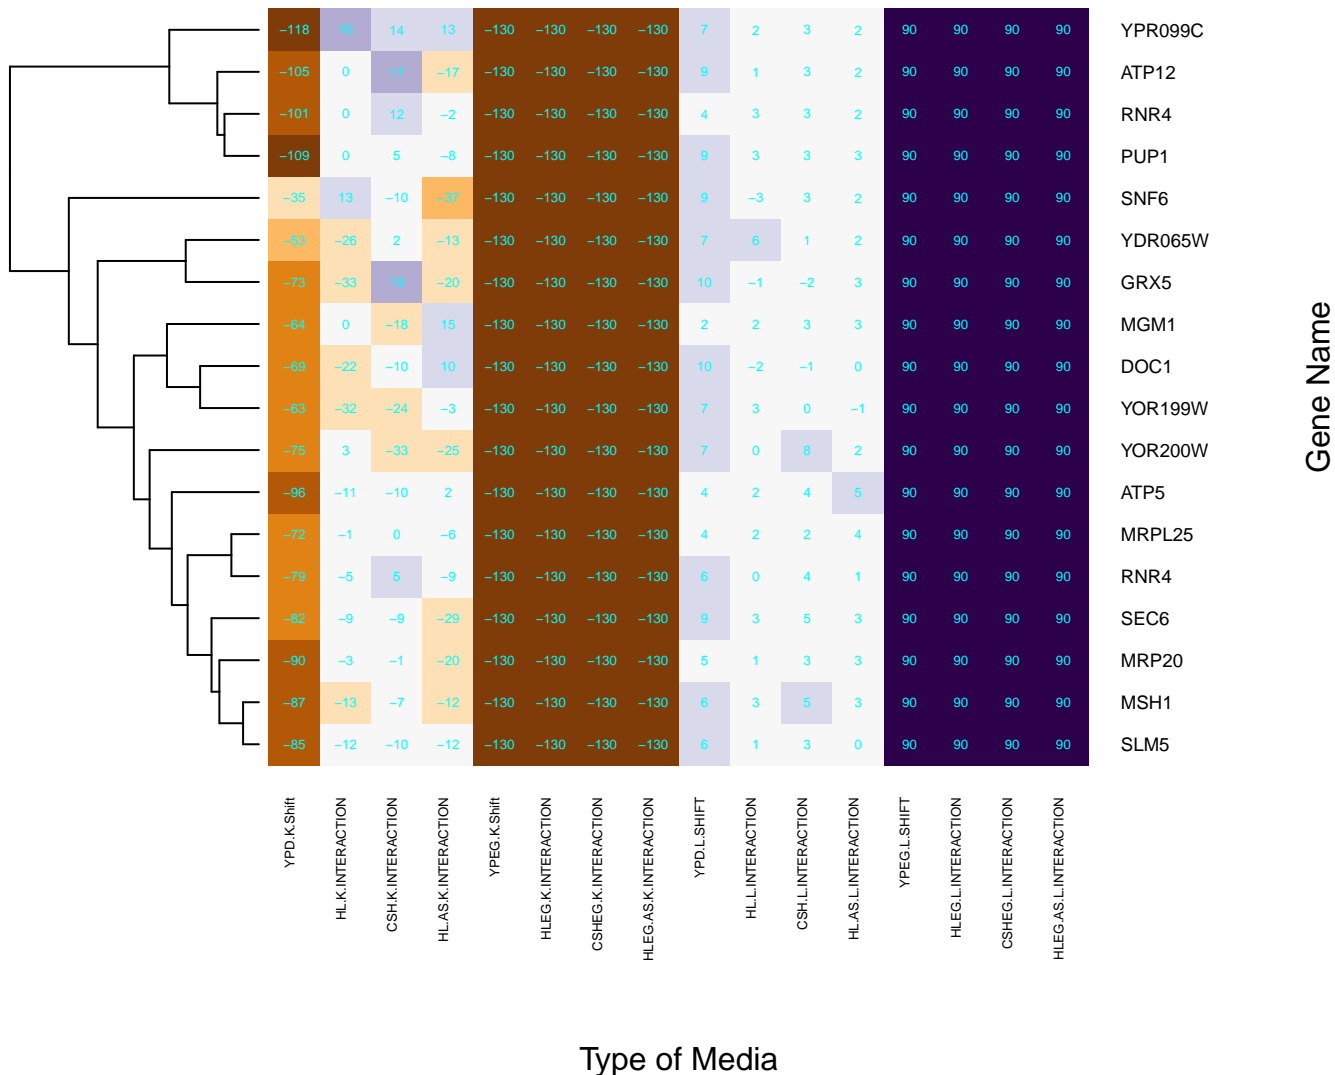 −118 16 14 13 −130 −130 −130 −130 7 2 3 2 90 90 90 90 YPR099C
−105 0 17 −17 −130 −130 −130 −130 9 1 3 2 90 90 90 90 ATP12
−101 0 12 −2 −130 −130 −130 −130 4 3 3 2 90 90 90 90 RNR4
−109 0 5 −8 −130 −130 −130 −130 9 3 3 3 90 90 90 90 PUP1
−35 13 −10 −37 −130 −130 −130 −130 9 −3 3 2 90 90 90 90 SNF6
−53 −26 2 −13 −130 −130 −130 −130 7 6 1 2 90 90 90 90 YDR065W
−73 −33 −20 −130 −130 −130 −130 10 −1 −2 3 90 90 90 90 GRX5
−64 0 −18 15 −130 −130 −130 −130 2 2 3 3 90 90 90 90 MGM1
−69 −22 −10 10 −130 −130 −130 −130 10 −2 −1 0 90 90 90 90 DOC1
−63 −32 −24 −3 −130 −130 −130 −130 7 3 0 −1 90 90 90 90 YOR199W
−75 3 −33 −25 −130 −130 −130 −130 7 0 8 2 90 90 90 90 YOR200W
−96 −11 −10 2 −130 −130 −130 −130 4 2 4 5 90 90 90 90 ATP5
−72 −1 0 −6 −130 −130 −130 −130 4 2 2 4 90 90 90 90 MRPL25
−79 −5 5 −9 −130 −130 −130 −130 6 0 4 1 90 90 90 90 RNR4
−82 −9 −9 −29 −130 −130 −130 −130 9 3 5 3 90 90 90 90 SEC6
−90 −3 −1 −20 −130 −130 −130 −130 5 1 3 3 90 90 90 90 MRP20
−87 −13 −7 −12 −130 −130 −130 −130 6 3 5 3 90 90 90 90 MSH1
−85 −12 −10 −12 −130 −130 −130 −130 6 1 3 0 90 90 90 90 SLM5
Gene Name
YPD.K.Shift
HL.K.INTERACTION
CSH.K.INTERACTION
HL.AS.K.INTERACTION
YPEG.K.Shift
HLEG.K.INTERACTION
CSHEG.K.INTERACTION
HLEG.AS.K.INTERACTION
YPD.L.SHIFT
HL.L.INTERACTION
CSH.L.INTERACTION
HL.AS.L.INTERACTION
YPEG.L.SHIFT
HLEG.L.INTERACTION
CSHEG.L.INTERACTION
HLEG.AS.L.INTERACTION
Type of Media